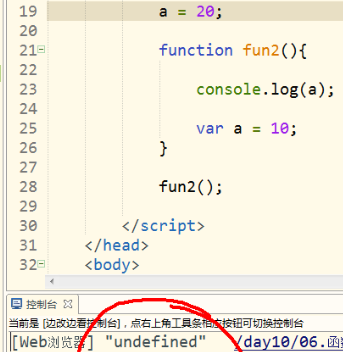 19 a = 20;
20
21 function fun2(){
22
23 console.log(a);
24
25 var a = 10;
26 }
27
28 fun2();
29
30 </script>
31 </head>
32 <body>
控制台
当前是 [边改边看控制台], 点右上角工具条相应按钮可切换控制台
[Web浏览器] "undefined" /day10/06.函